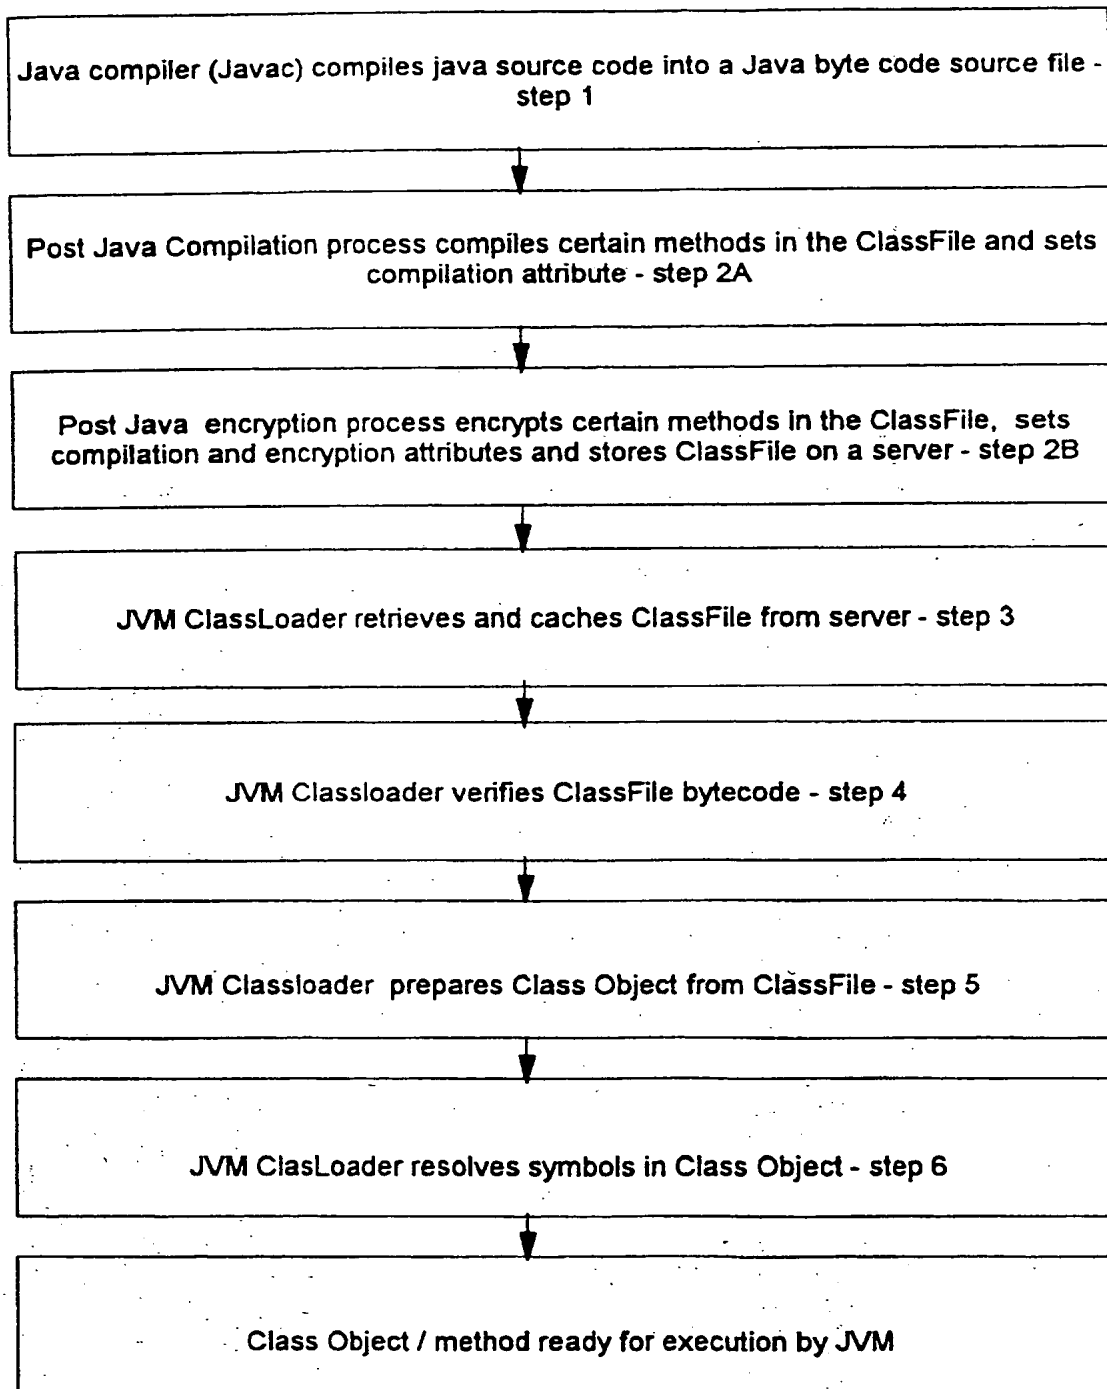 Java compiler (Javac) compiles java source code into a Java byte code source file -
step 1
Post Java Compilation process compiles certain methods in the ClassFile and sets
compilation attribute - step 2A
Post Java encryption process encrypts certain methods in the ClassFile, sets
compilation and encryption attributes and stores ClassFile on a server - step 2B
JVM ClassLoader retrieves and caches ClassFile from server - step 3
JVM Classloader verifies ClassFile bytecode - step 4
JVM Classloader prepares Class Object from ClassFile - step 5
JVM ClasLoader resolves symbols in Class Object - step 6
Class Object / method ready for execution by JVM